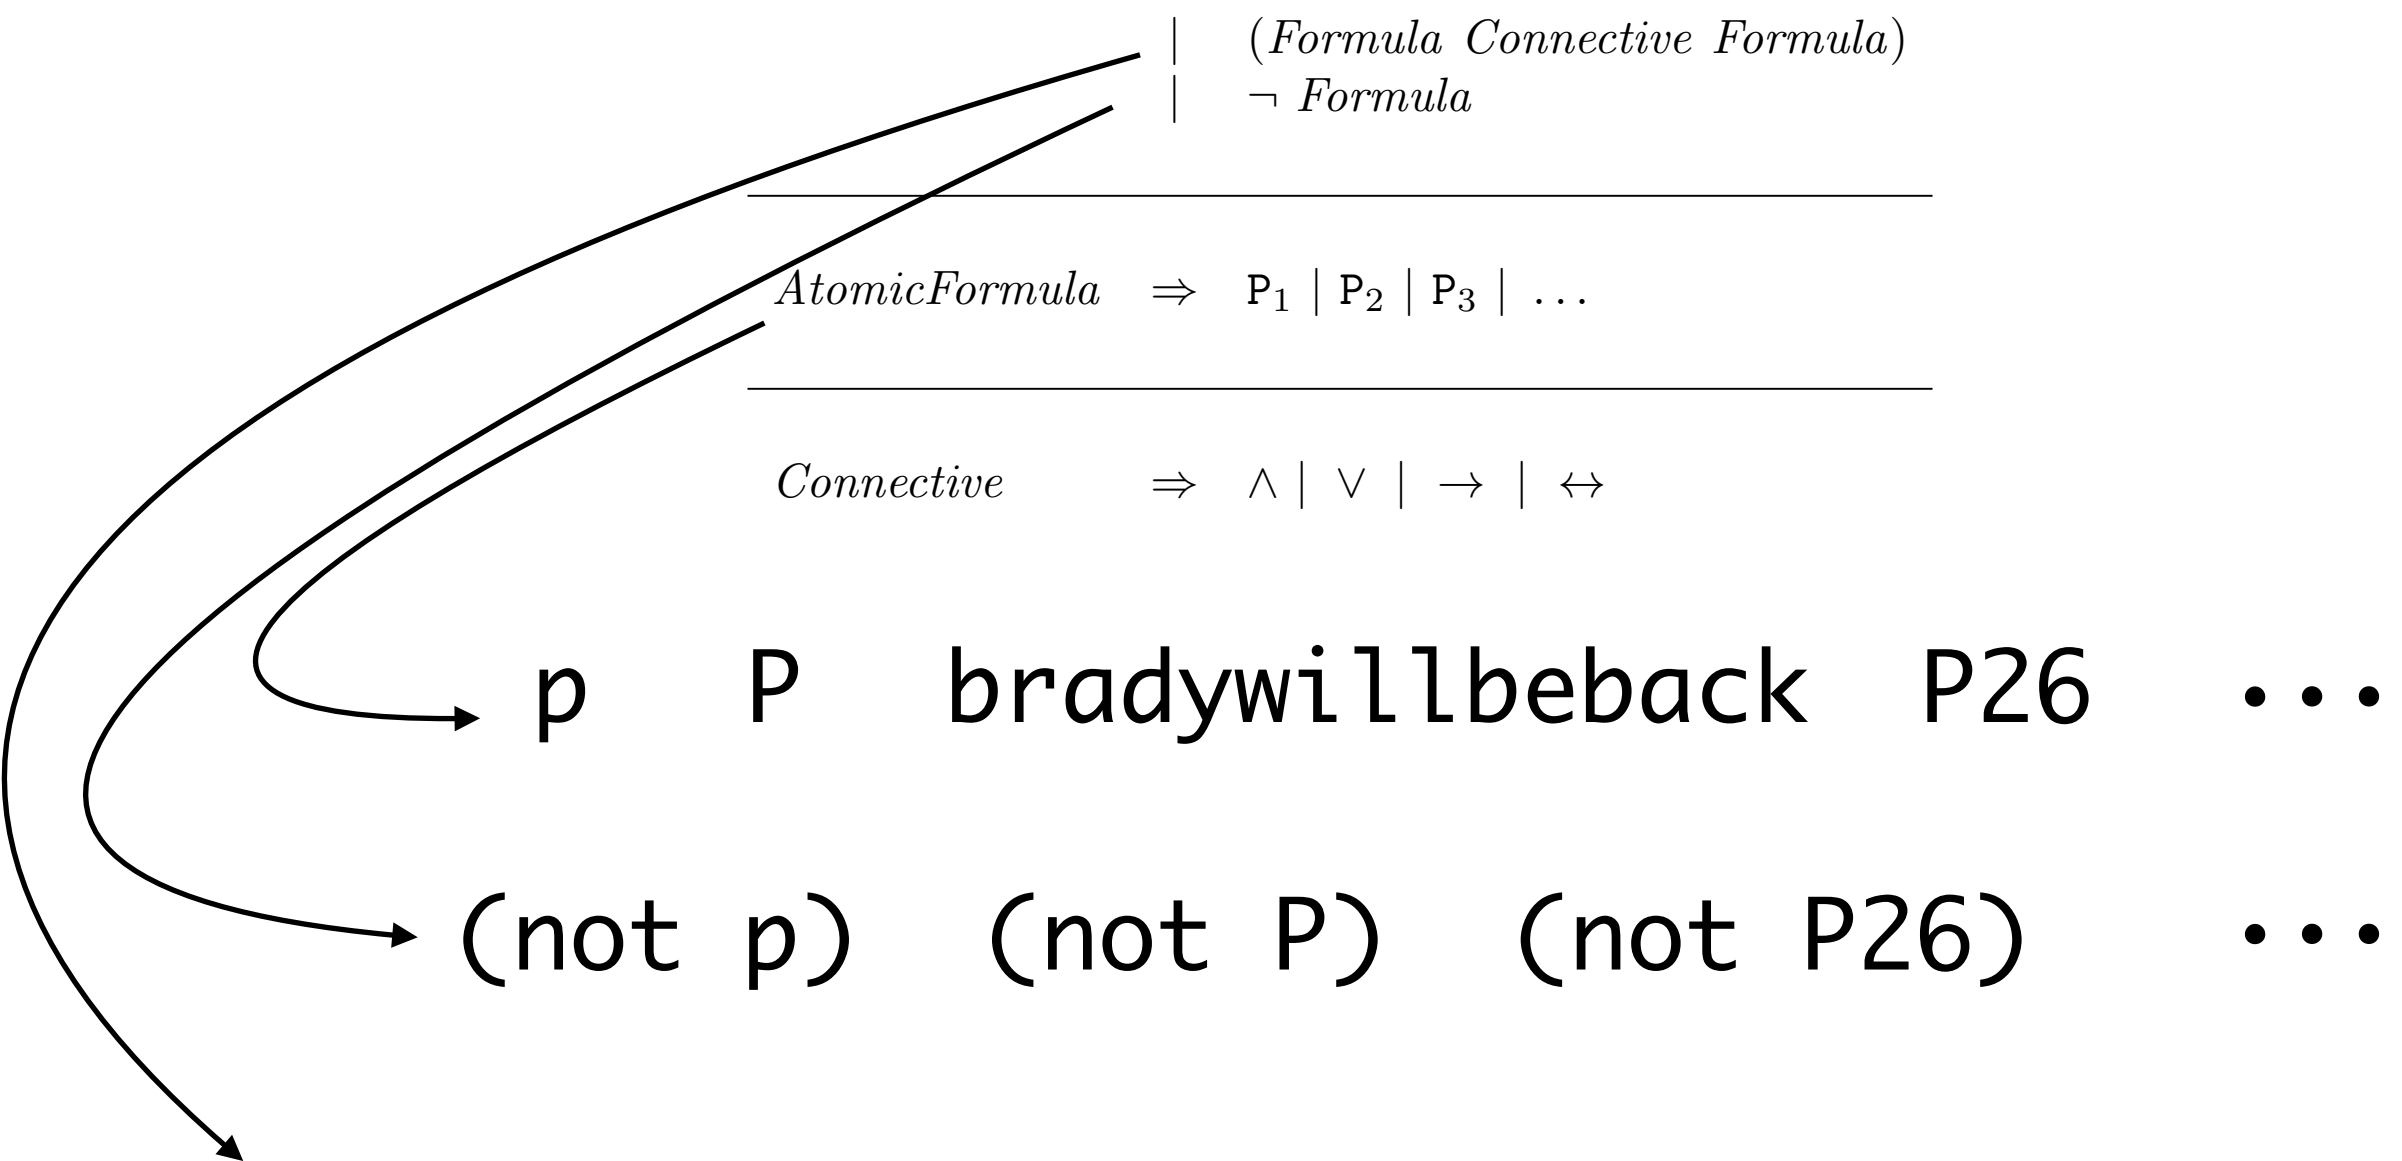 | (Formula Connective Formula)
| ¬ Formula
AtomicFormula ⇒ P₁ | P₂ | P₃ | …
Connective ⇒ ∧ | ∨ | → | ↔
p P bradywillbeback P26 •••
(not p) (not P) (not P26) •••